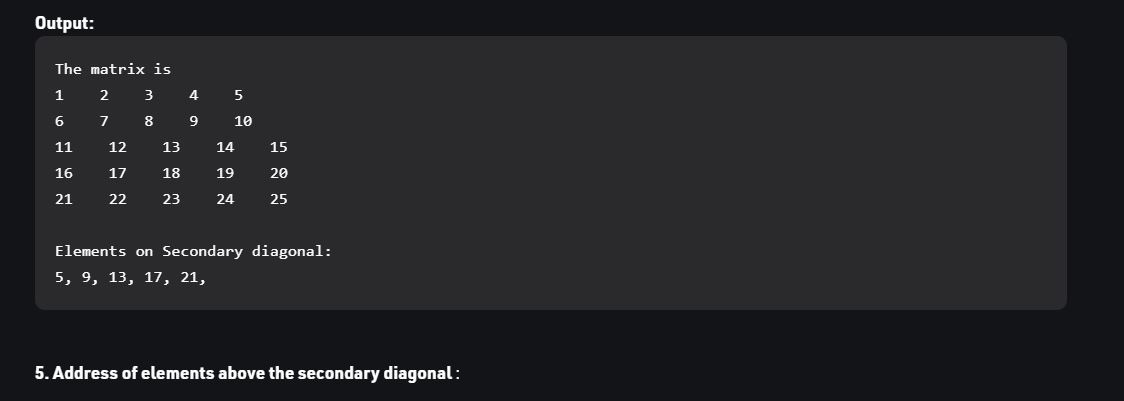 Output:
The matrix is
1    2    3    4    5
6    7    8    9    10
11    12    13    14    15
16    17    18    19    20
21    22    23    24    25
Elements on Secondary diagonal:
5, 9, 13, 17, 21,
5. Address of elements above the secondary diagonal :